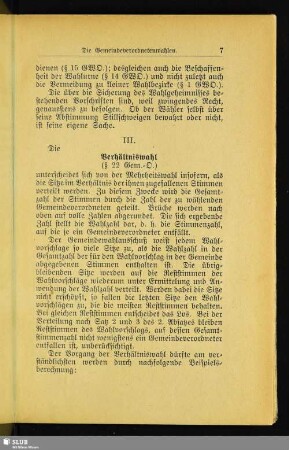 Die Gemeindeverordnetenwahlen. 7
dienen (§ 15 GWO.); desgleichen auch die Beschaffen-
heit der Wahlurne (§ 14 GWO.) und nicht zuletzt auch
die Vermeidung zu kleiner Wahlbezirke (§ 1 GWO.)
Die über die Sicherung des Wahlgeheimnisses be-
stehenden Vorschriften sind, weil zwingendes Recht,
genauestens zu befolgen. Ob der Wähler selbst über
seine Abstimmung Stillschweigen bewahrt oder nicht,
ist seine eigene Sache.
III.
Die
Verhältniswahl
(§ 22 Gem.-O.)
unterscheidet sich von der Mehrheitswahl insofern, als
die Sitze im Verhältnis der ihnen zugefallenen Stimmen
verteilt werden. Zu diesem Zwecke wird die Gesamt-
zahl der Stimmen durch die Zahl der zu wählenden
Gemeindeverordneten geteilt. Brüche werden nach oben
auf volle Zahlen abgerundet. Die sich ergebende
Zahl stellt die Wahlzahl dar, d. h. die Stimmenzahl,
auf die je ein Gemeindeverordneter entfällt.
Der Gemeindewahlausschuß weist jedem Wahl-
vorschlage so viele Sitze zu, als die Wahlzahl in der
Gesamtzahl der für den Wahlvorschlag in der Gemeinde
abgegebenen Stimmen enthalten ist. Die übrig-
bleibenden Sitze werden auf die Reststimmen der
Wahlvorschläge wiederum unter Ermittelung und An-
wendung der Wahlzahl verteilt. Werden dabei die Sitze
nicht erschöpft, so fallen die letzten Sitze den Wahl-
vorschlägen zu, die die meisten Reststimmen haben.
Bei gleichen Reststimmen entscheidet das Los. Bei der
Verteilung nach Satz 2 und 3 des 2. Absatzes bleiben
Reststimmen des Wahlvorschlags, auf dessen Gesamt-
stimmenzahl nicht wenigstens ein Gemeindeverordneter
entfallen ist, unberücksichtigt.
Der Vorgang der Verhältniswahl dürfte am ver-
ständlichsten werden durch nachfolgende Beispiels-
berechnung:
SLUB